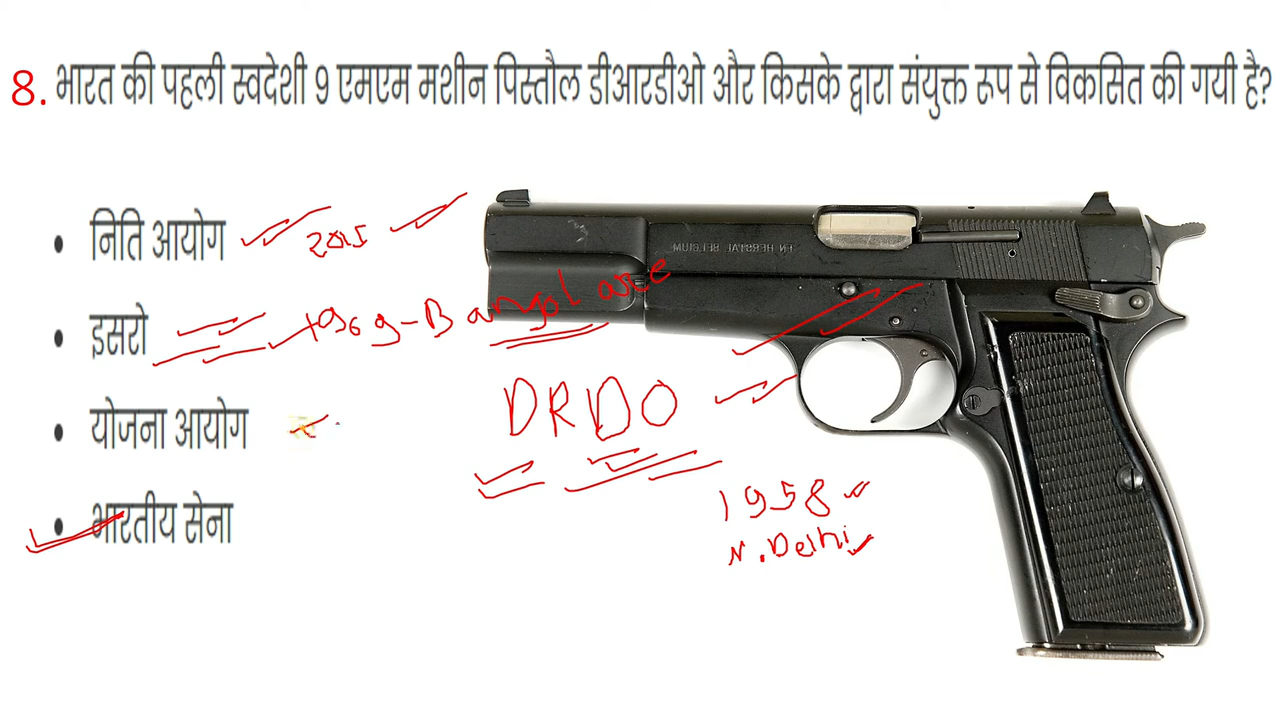 8. भारत की पहली स्वदेशी 9 एमएम मशीन पिस्तौल डीआरडीओ और किसके द्वारा संयुक्त रूप से विकसित की गयी है?
• निति आयोग 2015
• इसरो 1969-Bangolare
DRDO
• योजना आयोग
1958
N.Delhi
• भारतीय सेना